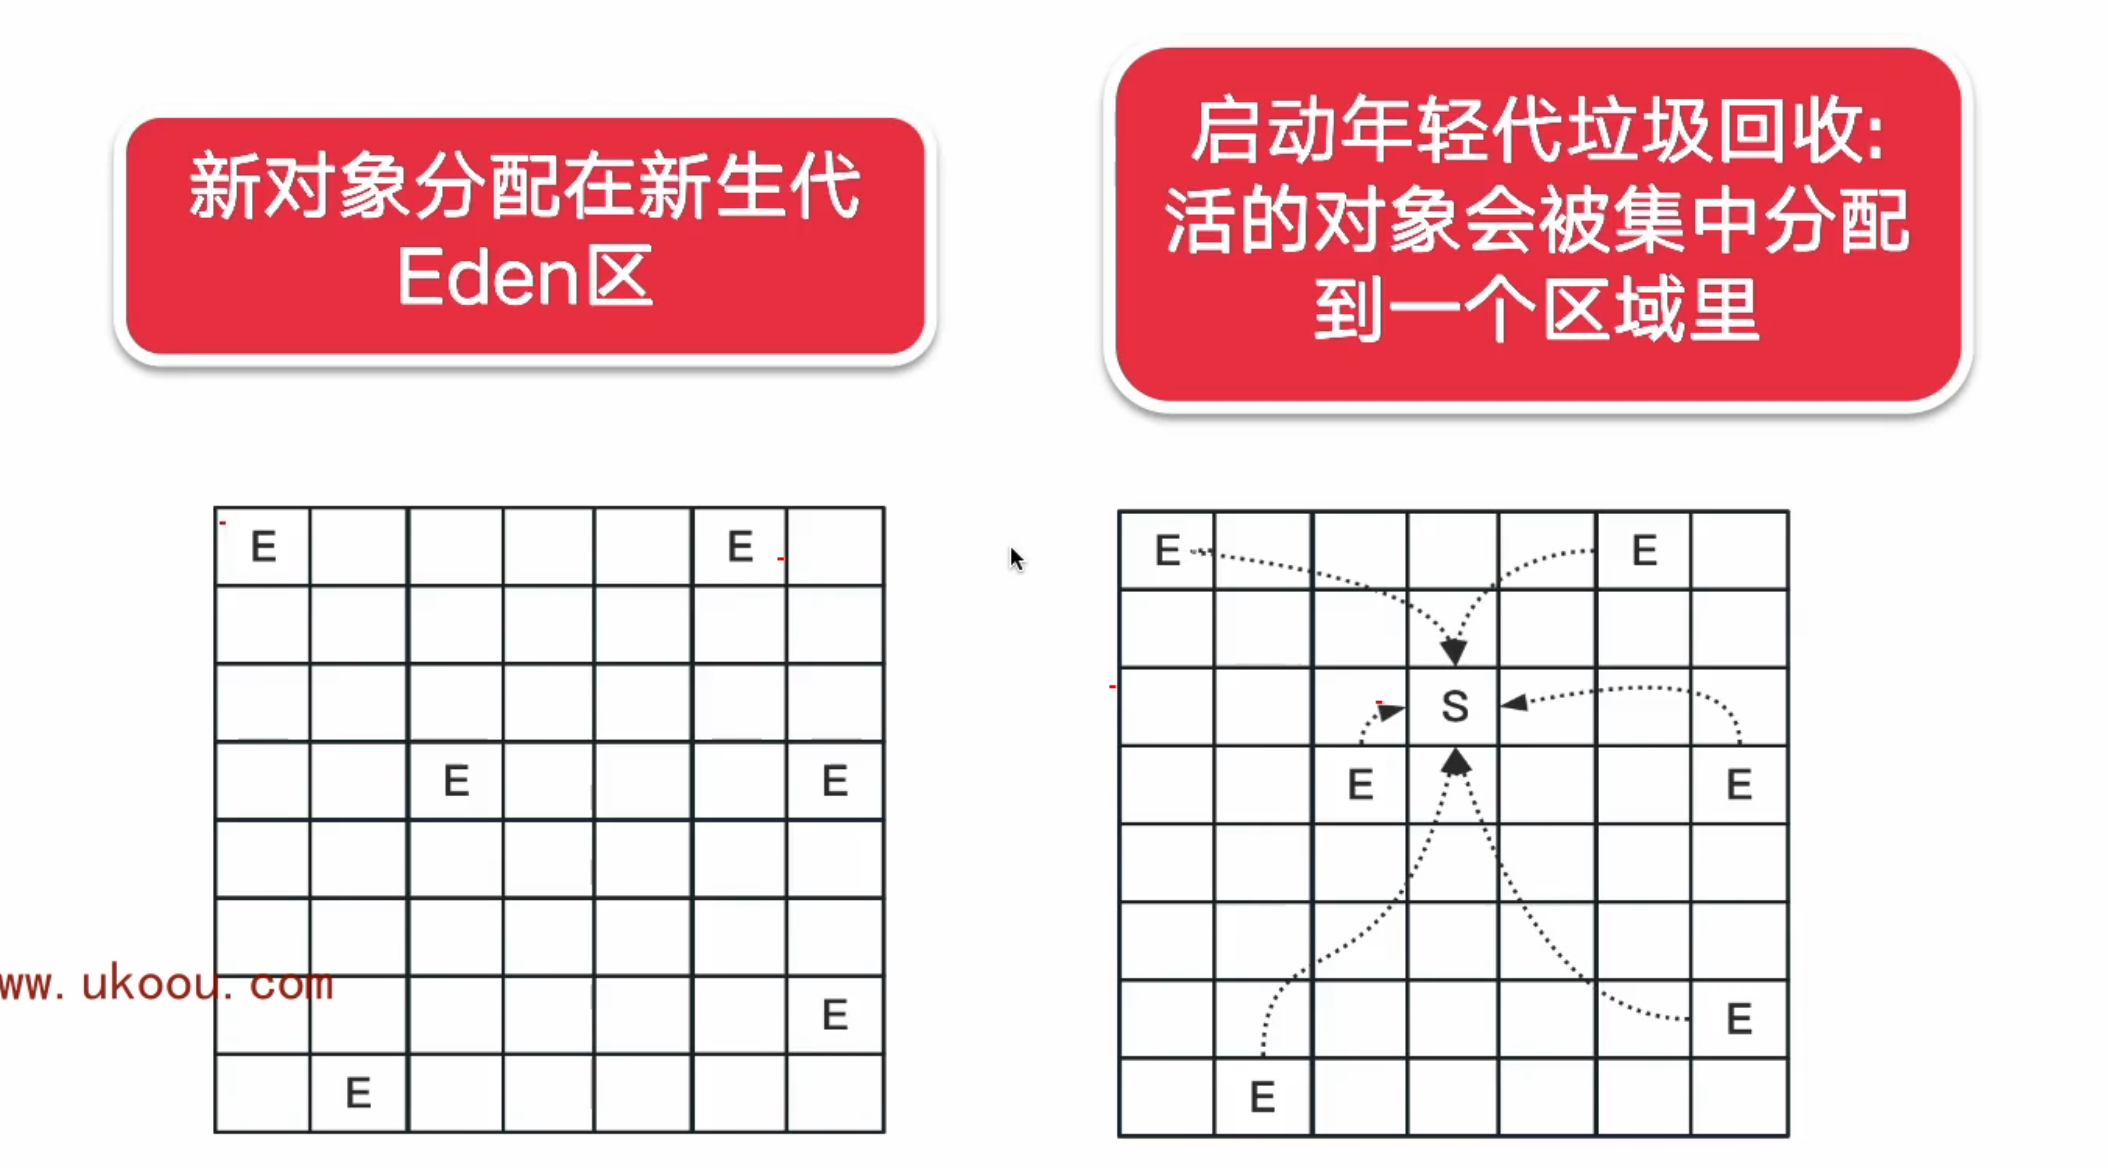 新对象分配在新生代
Eden区
启动年轻代垃圾回收:
活的对象会被集中分配
到一个区域里
E E
E E
E
E
E E
S
E E
E
E
ww. ukoou. com